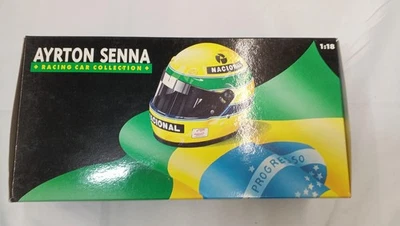 AYRTON SENNA
RACING CAR COLLECTION
1:18
NACIONAL
NACIONAL
PROGRESSO